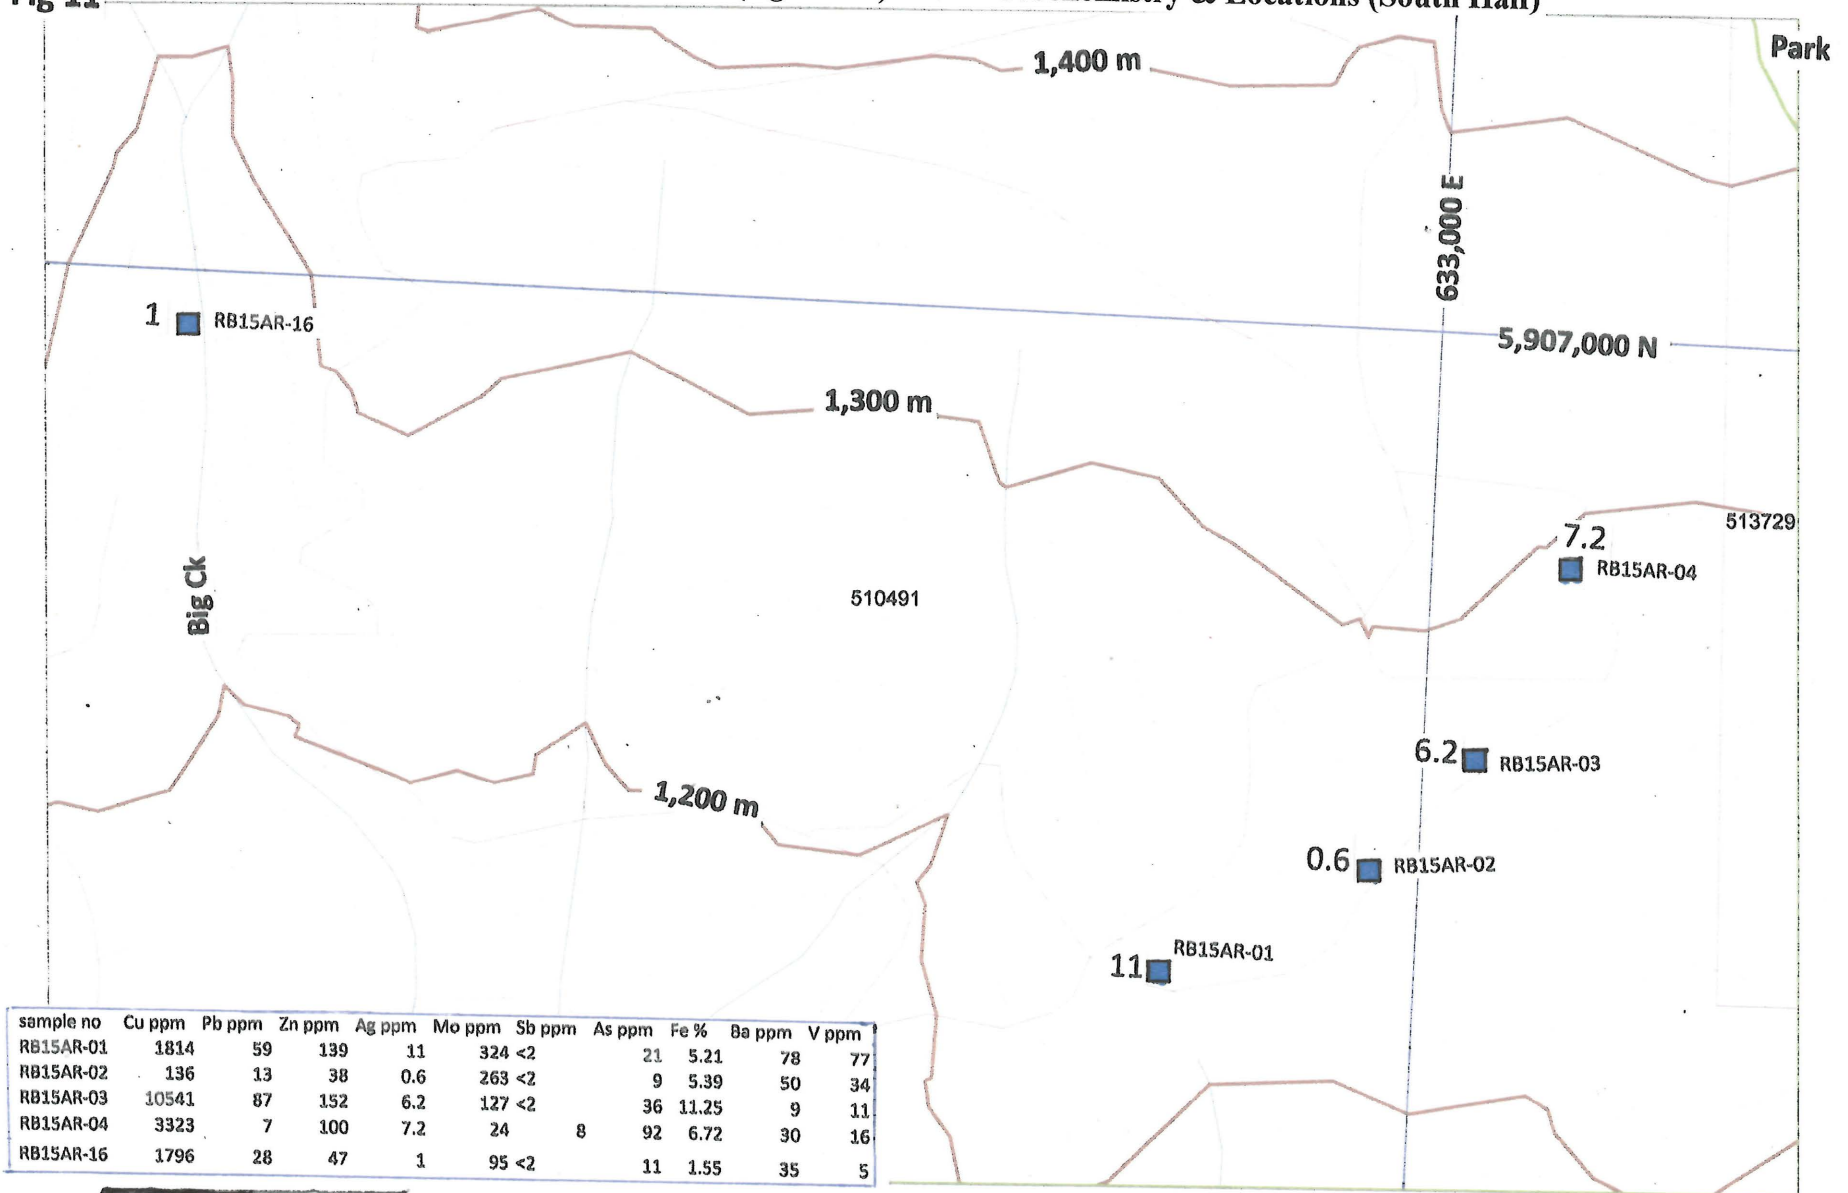 Fig 11
& Locations (South Half)
Park
1,400 m
633,000 E
5,907,000 N
1
RB15AR-16
1,300 m
513729
7.2
RB15AR-04
Big Ck
510491
6.2
RB15AR-03
1,200 m
0.6
RB15AR-02
RB15AR-01
11
sample no Cu ppm Pb ppm Zn ppm Ag ppm Mo ppm Sb ppm As ppm Fe % Ba ppm V ppm
RB15AR-01 1814 59 139 11 324 <2 21 5.21 78 77
RB15AR-02 136 13 38 0.6 263 <2 9 5.39 50 34
RB15AR-03 10541 87 152 6.2 127 <2 36 11.25 9 11
RB15AR-04 3323 7 100 7.2 24 8 92 6.72 30 16
RB15AR-16 1796 28 47 1 95 <2 11 1.55 35 5